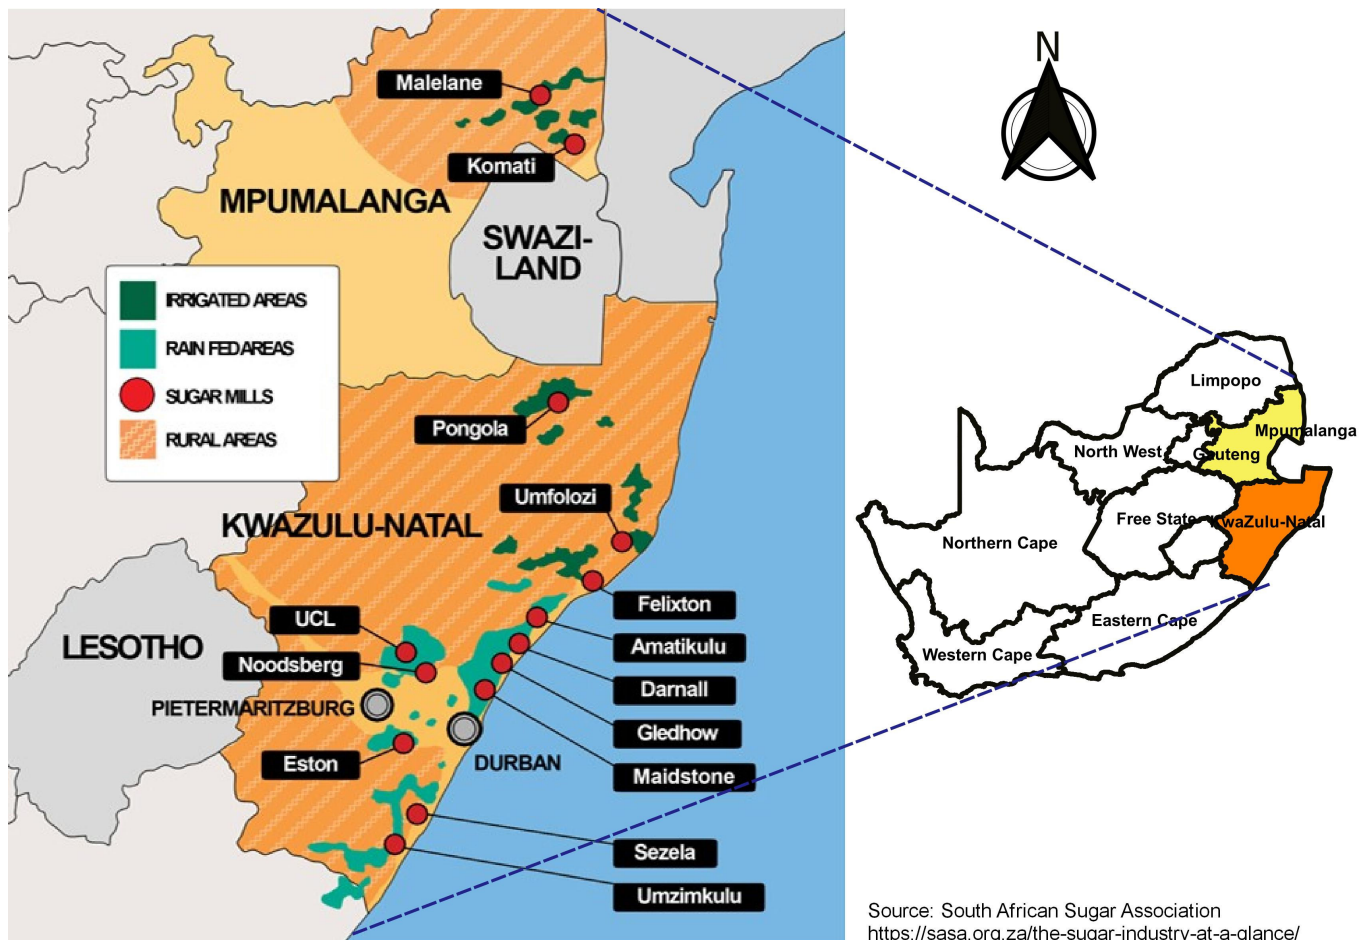 N
Malelane
Komati
MPUMALANGA
SWAZI-
LAND
IRRIGATED AREAS
RAIN FED AREAS
SUGAR MILLS
RURAL AREAS
Pongola
Umfolozi
KWAZULU-NATAL
Felixton
UCL
Amatikulu
LESOTHO
Noodsberg
Darnall
PIETERMARITZBURG
Gledhow
Eston
DURBAN
Maidstone
Sezela
Umzimkulu
Limpopo
Mpumalanga
North West
Gauteng
Free State
KwaZulu-Natal
Northern Cape
Eastern Cape
Western Cape
Source: South African Sugar Association
https://sasa.org.za/the-sugar-industry-at-a-glance/